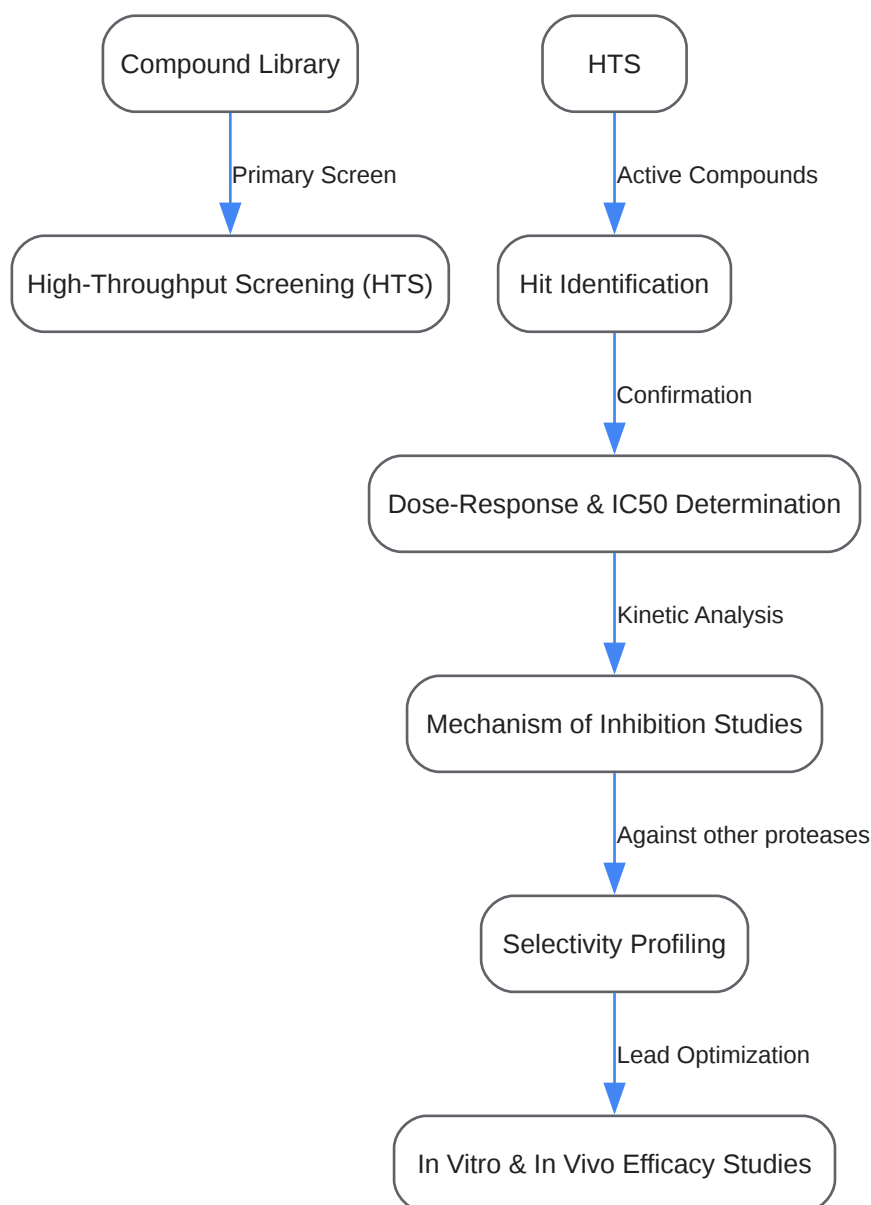 Compound Library
HTS
Primary Screen
Active Compounds
High-Throughput Screening (HTS)
Hit Identification
Confirmation
Dose-Response & IC50 Determination
Kinetic Analysis
Mechanism of Inhibition Studies
Against other proteases
Selectivity Profiling
Lead Optimization
In Vitro & In Vivo Efficacy Studies